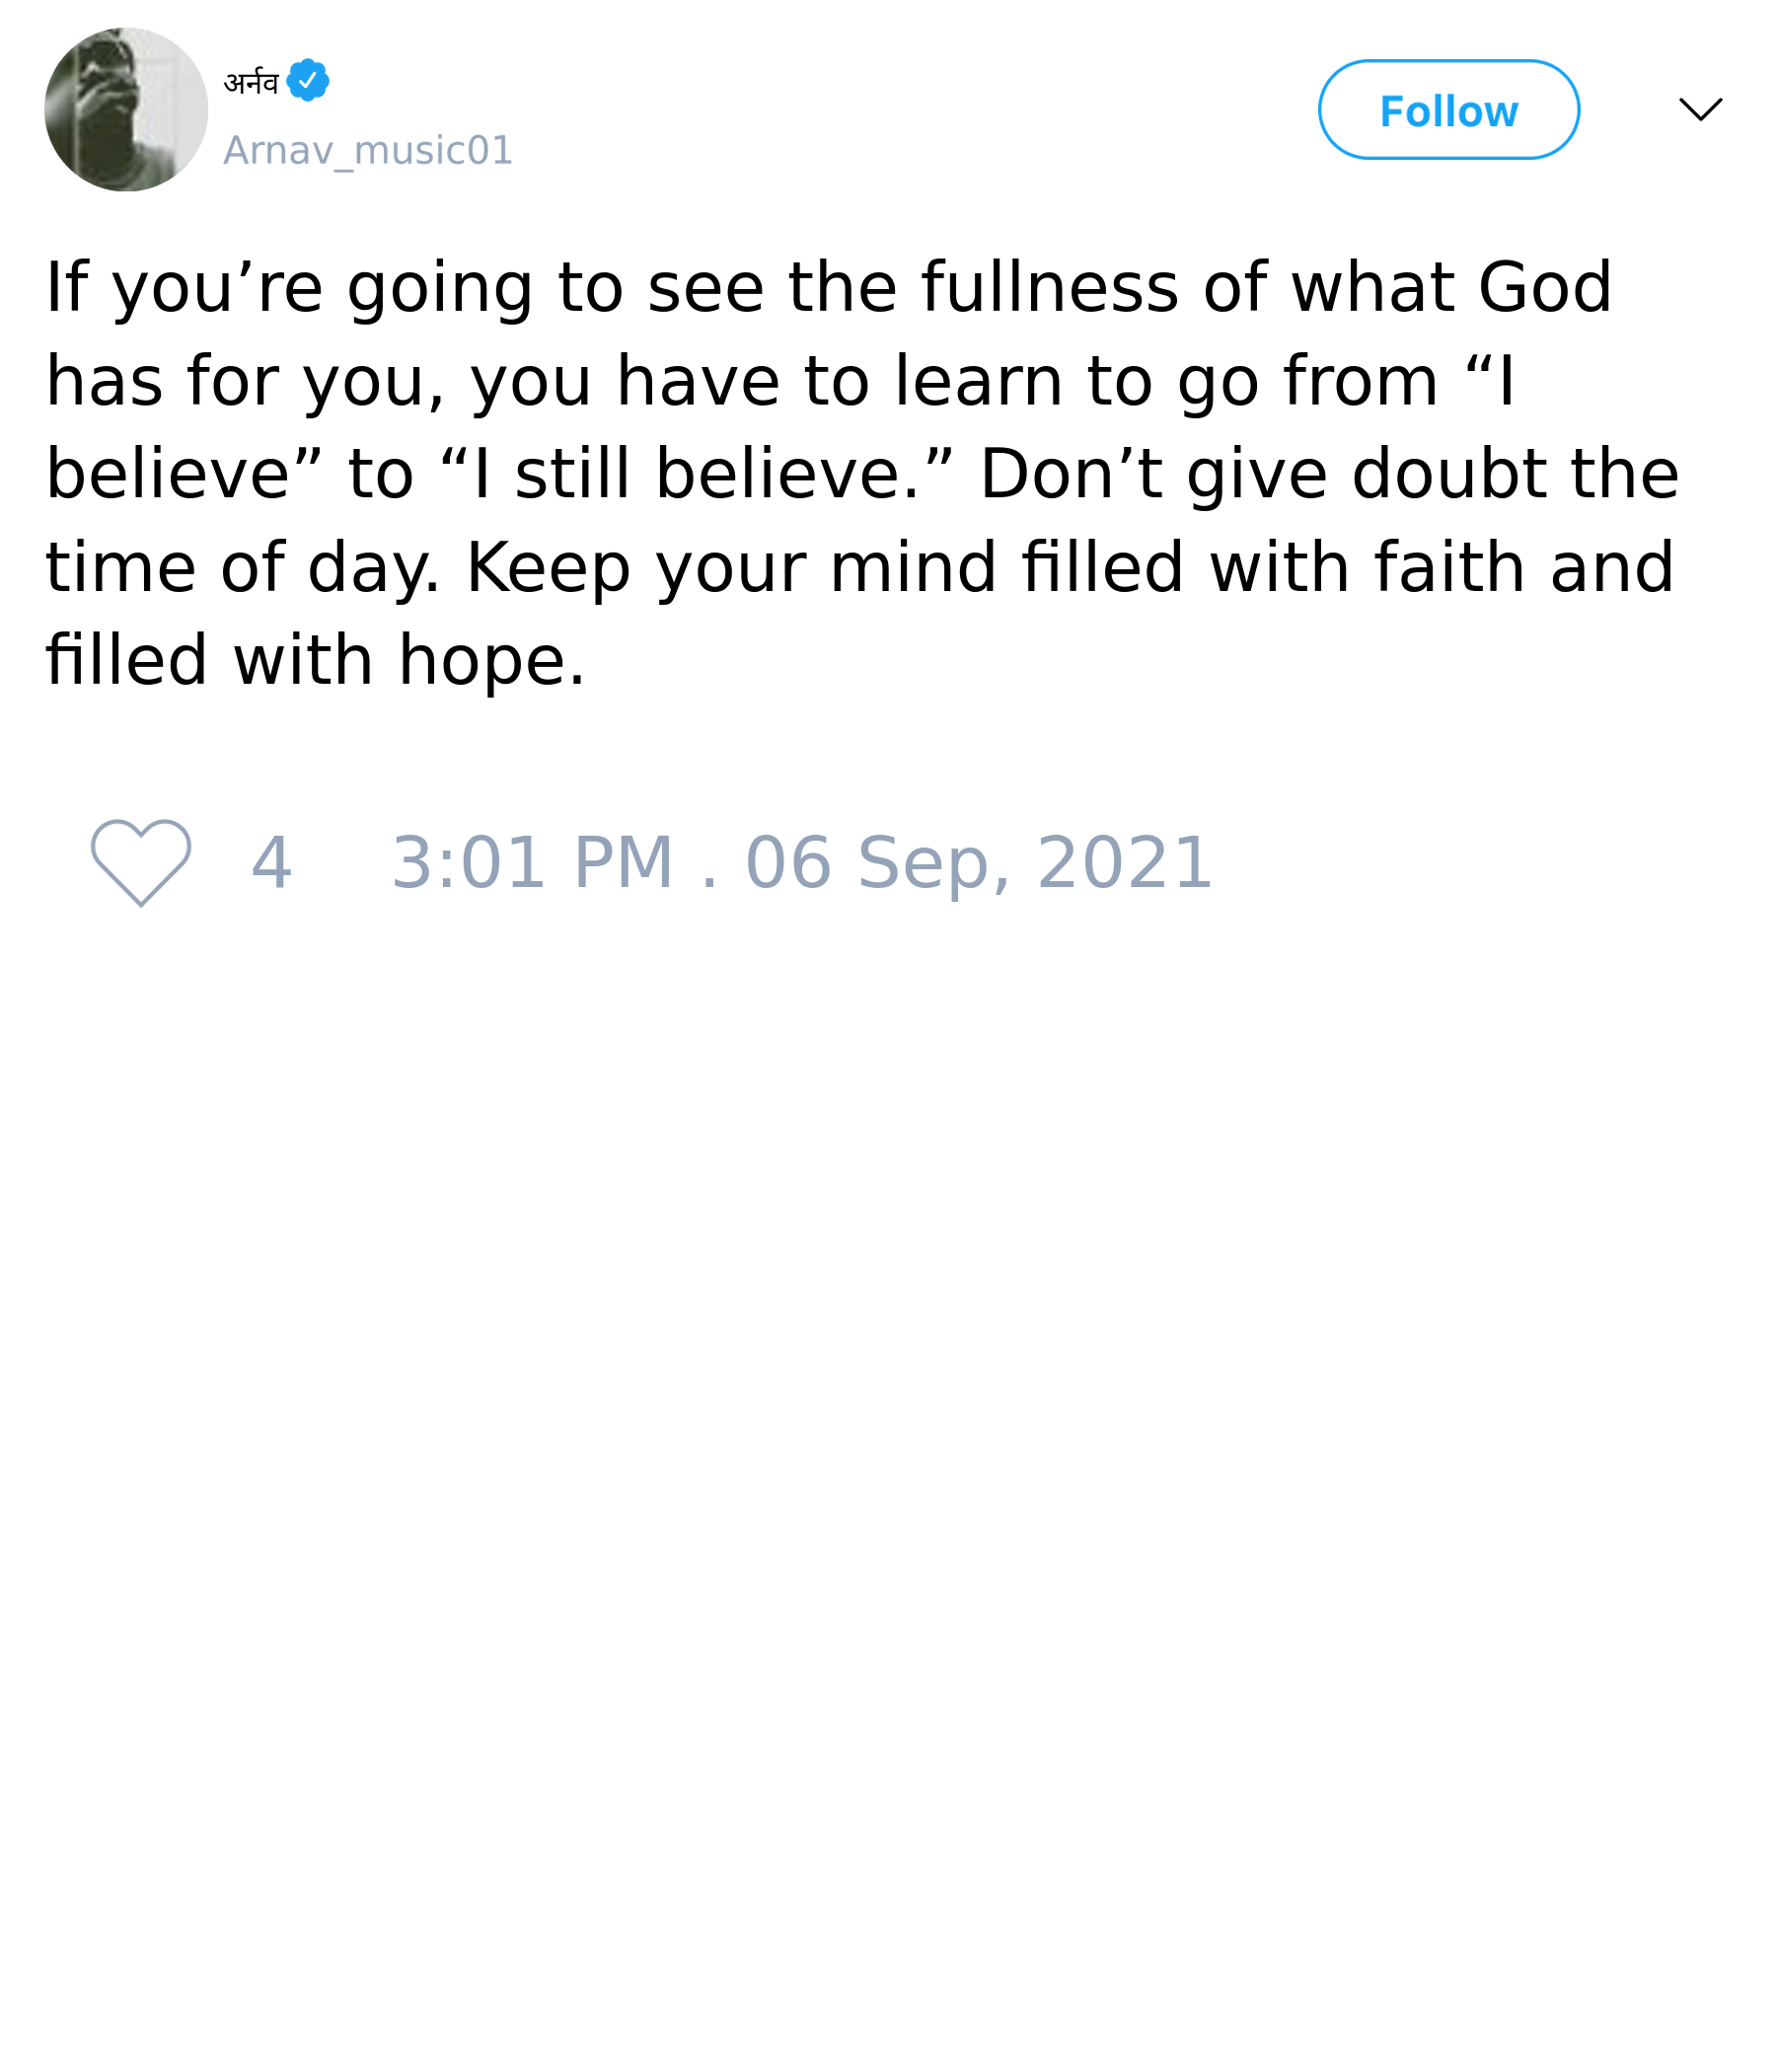 अर्नव
Arnav_music01
Follow
If you’re going to see the fullness of what God
has for you, you have to learn to go from “I
believe” to “I still believe.” Don’t give doubt the
time of day. Keep your mind filled with faith and
filled with hope.
4 3:01 PM . 06 Sep, 2021